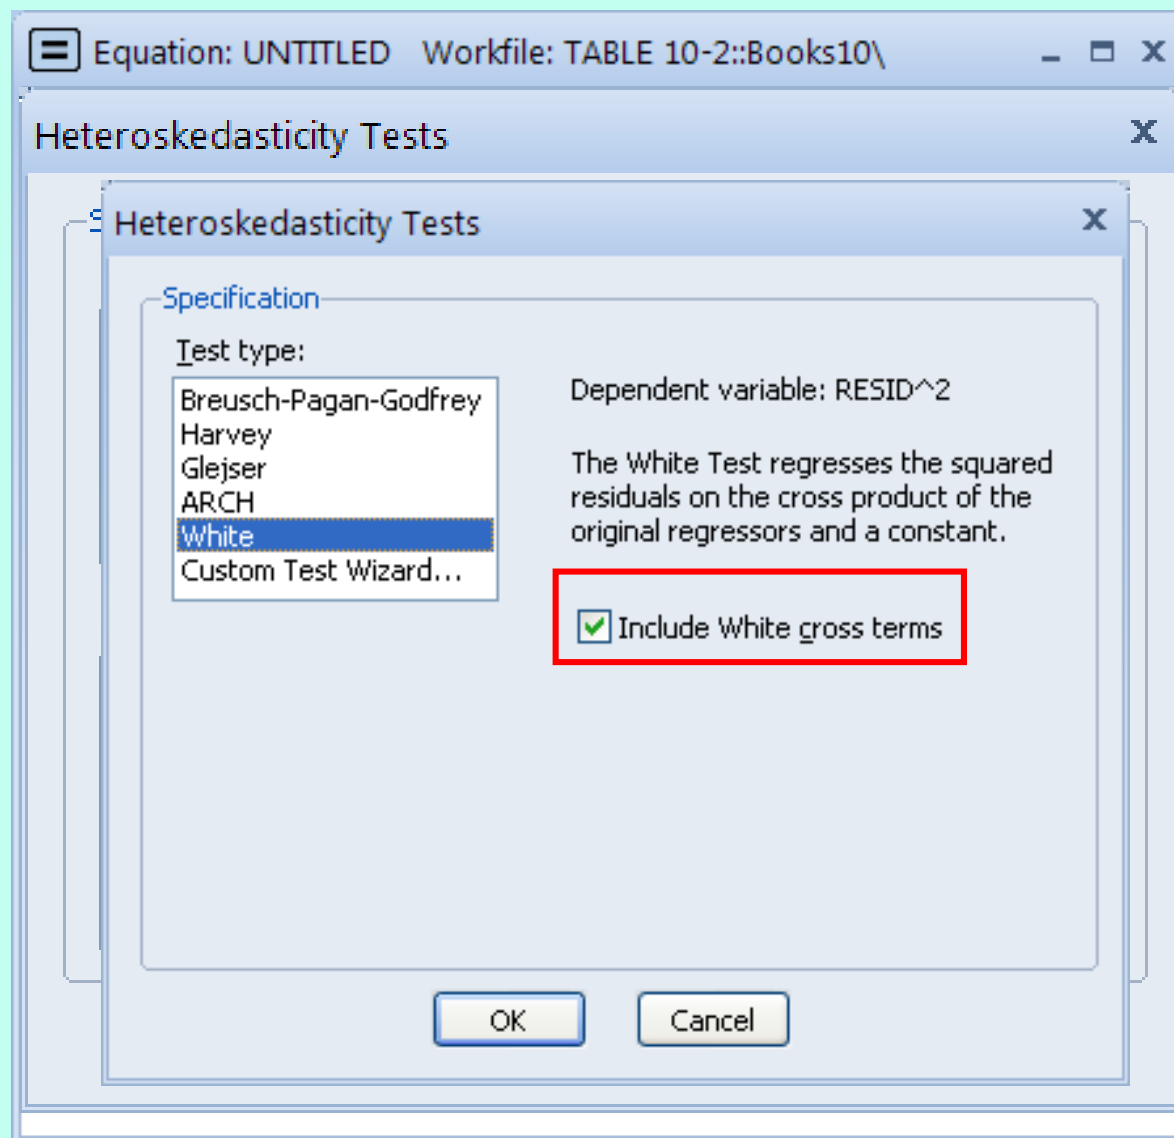 Equation: UNTITLED Workfile: TABLE 10-2::Books10\
Heteroskedasticity Tests
Heteroskedasticity Tests
Specification
Test type:
Breusch-Pagan-Godfrey
Harvey
Glejser
ARCH
White
Custom Test Wizard...
Dependent variable: RESID^2
The White Test regresses the squared
residuals on the cross product of the
original regressors and a constant.
Include White cross terms
OK Cancel